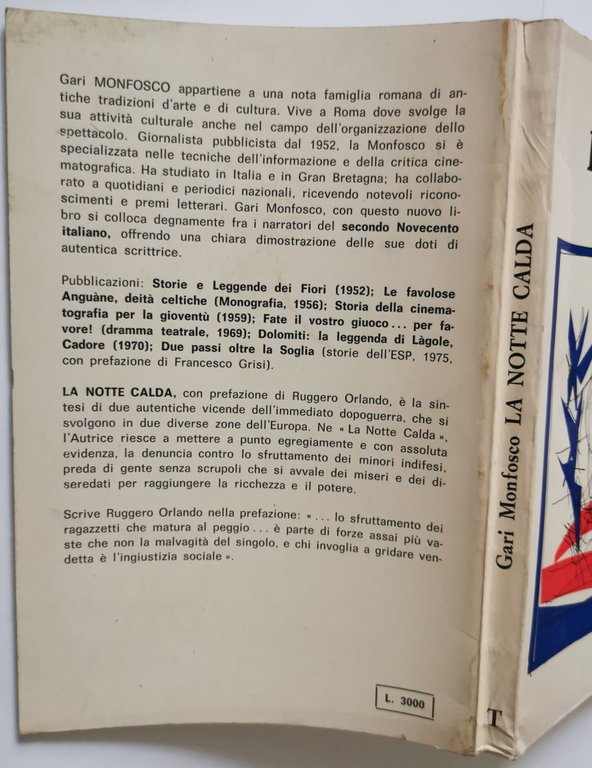 Gari MONFOSCO appartiene a una nota famiglia romana di an-
tiche tradizioni d'arte e di cultura. Vive a Roma dove svolge la
sua attività culturale anche nel campo dell'organizzazione dello
spettacolo. Giornalista pubblicista dal 1952, la Monfosco si è
specializzata nelle tecniche dell'informazione e della critica cine-
matografica. Ha studiato in Italia e in Gran Bretagna; ha collabo-
rato a quotidiani e periodici nazionali, ricevendo notevoli ricono-
scimenti e premi letterari. Gari Monfosco, con questo nuovo li-
bro si colloca degnamente fra i narratori del secondo Novecento
italiano, offrendo una chiara dimostrazione delle sue doti di
autentica scrittrice.
Pubblicazioni: Storie e Leggende dei Fiori (1952); Le favolose
Anguàne, deità celtiche (Monografia, 1956); Storia della cinema-
tografia per la gioventù (1959); Fate il vostro giuoco... per fa-
vore! (dramma teatrale, 1969); Dolomiti: la leggenda di Làgole,
Cadore (1970); Due passi oltre la Soglia (storie dell'ESP, 1975,
con prefazione di Francesco Grisi).
LA NOTTE CALDA, con prefazione di Ruggero Orlando, è la sin-
tesi di due autentiche vicende dell'immediato dopoguerra, che si
svolgono in due diverse zone dell'Europa. Ne « La Notte Calda »,
l'Autrice riesce a mettere a punto egregiamente e con assoluta
evidenza, la denuncia contro lo sfruttamento dei minori indifesi,
preda di gente senza scrupoli che si avvale dei miseri e dei di-
seredati per raggiungere la ricchezza e il potere.
Scrive Ruggero Orlando nella prefazione: « ... lo sfruttamento dei
ragazzetti che matura al peggio... è parte di forze assai più va-
ste che non la malvagità del singolo, e chi invoglia a gridare ven-
detta è l'ingiustizia sociale ».
L. 3000
Gari Monfosco LA NOTTE CALDA
T